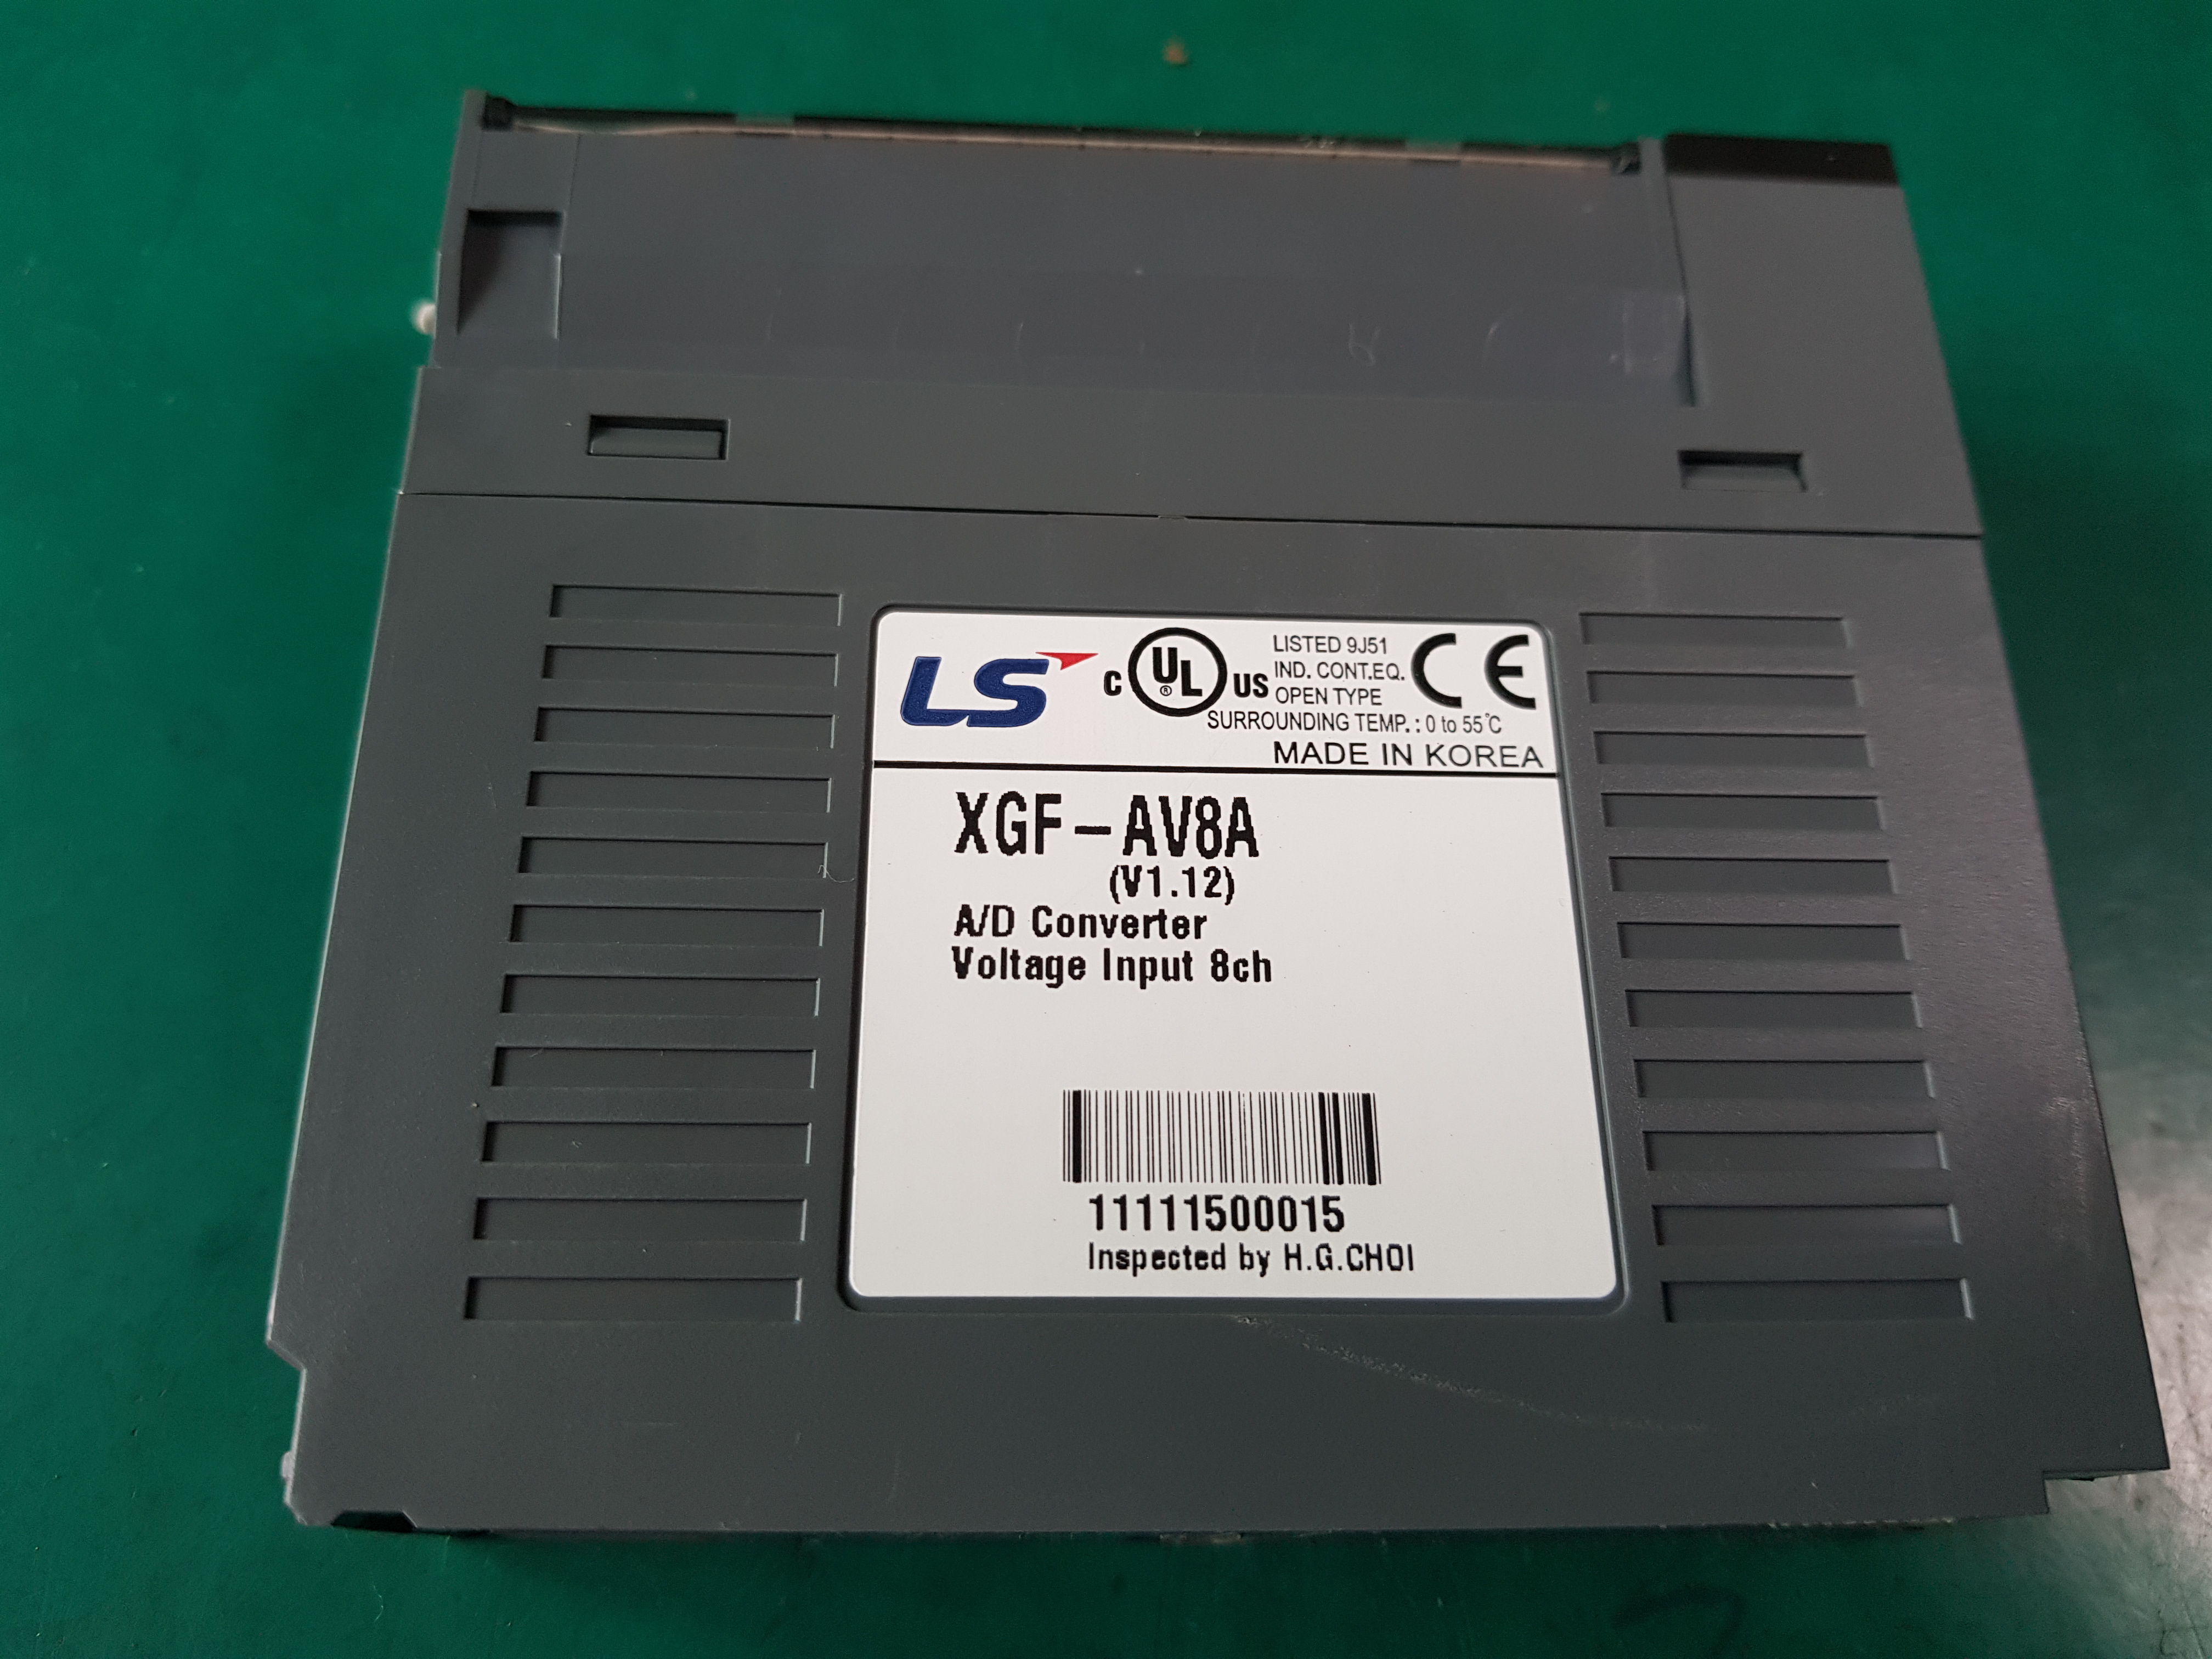 LS
C UL ® US
LISTED 9J51
IND. CONT.EQ.
OPEN TYPE
CE
SURROUNDING TEMP. : 0 to 55℃
MADE IN KOREA
XGF-AV8A
(V1.12)
A/D Converter
Voltage Input 8ch
11111500015
Inspected by H.G.CHOI